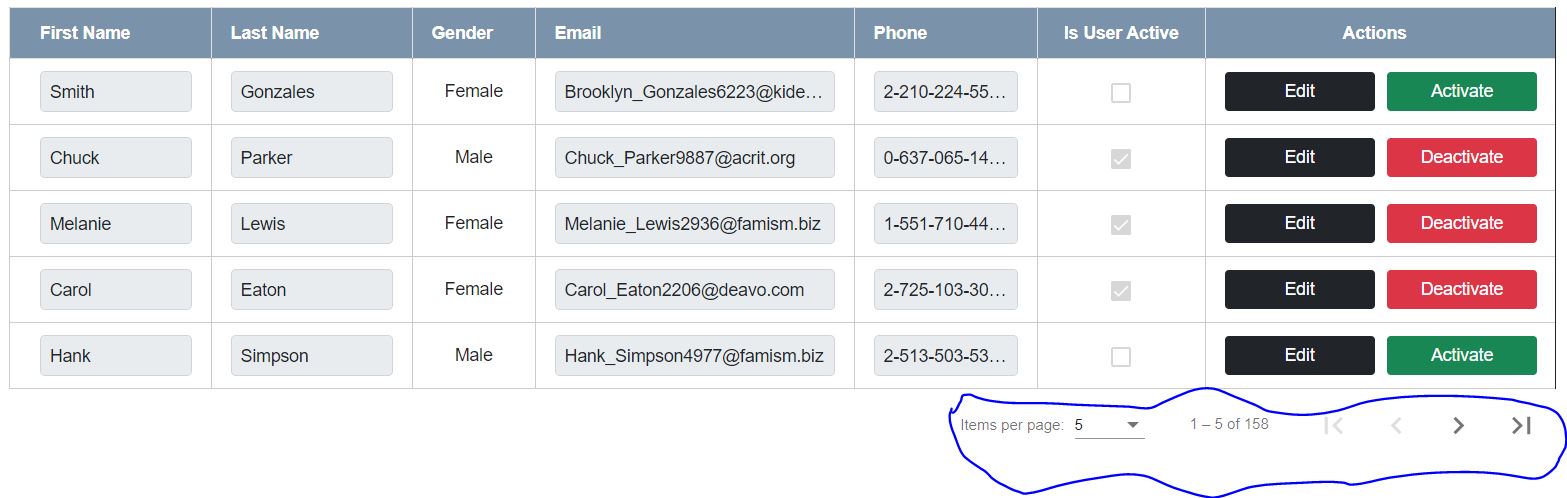 First Name Last Name Gender Email Phone Is User Active Actions
Smith Gonzales Female Brooklyn_Gonzales6223@kide… 2-210-224-55… Edit Activate
Chuck Parker Male Chuck_Parker9887@acrit.org 0-637-065-14… Edit Deactivate
Melanie Lewis Female Melanie_Lewis2936@famism.biz 1-551-710-44… Edit Deactivate
Carol Eaton Female Carol_Eaton2206@deavo.com 2-725-103-30… Edit Deactivate
Hank Simpson Male Hank_Simpson4977@famism.biz 2-513-503-53… Edit Activate
Items per page: 5 1 – 5 of 158